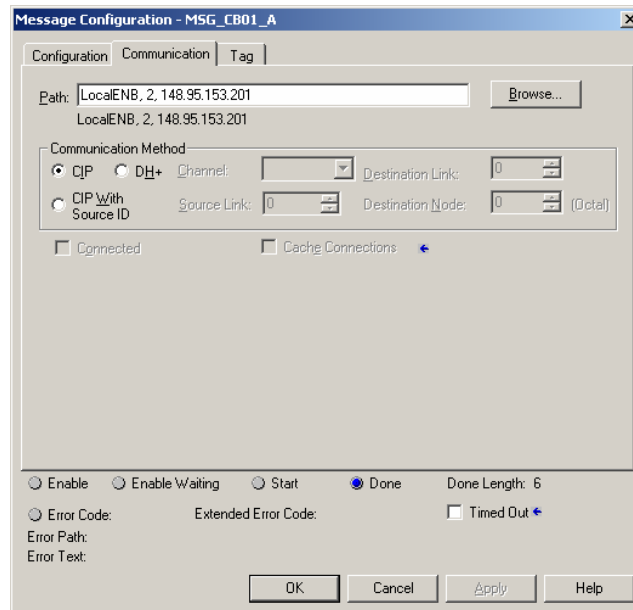 Message Configuration - MSG_CB01_A
Configuration Communication Tag
Path: LocalENB, 2, 148.95.153.201 Browse...
LocalENB, 2, 148.95.153.201
Communication Method
CIP DH+ Channel: Destination Link: 0
CIP With Source ID Source Link: 0 Destination Node: 0 (Octal)
Connected Cache Connections
Enable Enable Waiting Start Done Done Length: 6
Error Code: Extended Error Code: Timed Out
Error Path:
Error Text:
OK Cancel Apply Help